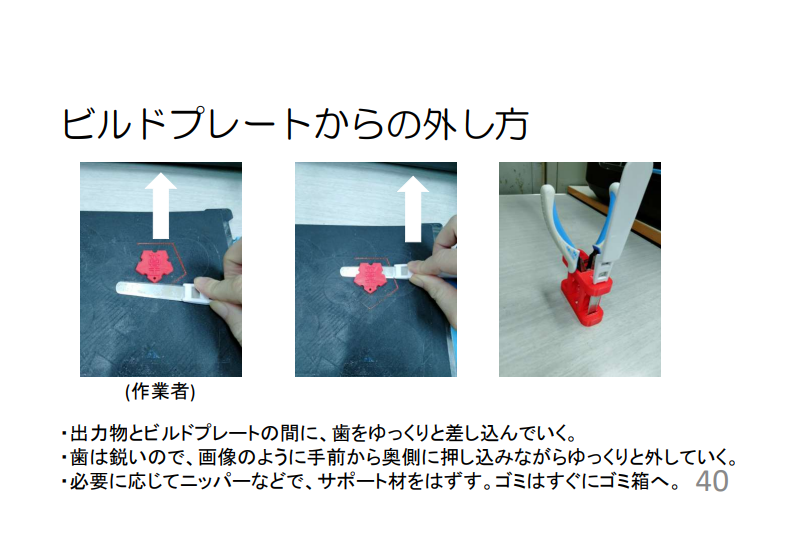 ビルドプレートからの外し方
(作業者)
・出力物とビルドプレートの間に、歯をゆっくりと差し込んでいく。
・歯は鋭いので、画像のように手前から奥側に押し込みながらゆっくりと外していく。
・必要に応じてニッパーなどで、サポート材をはずす。ゴミはすぐにゴミ箱へ。
40